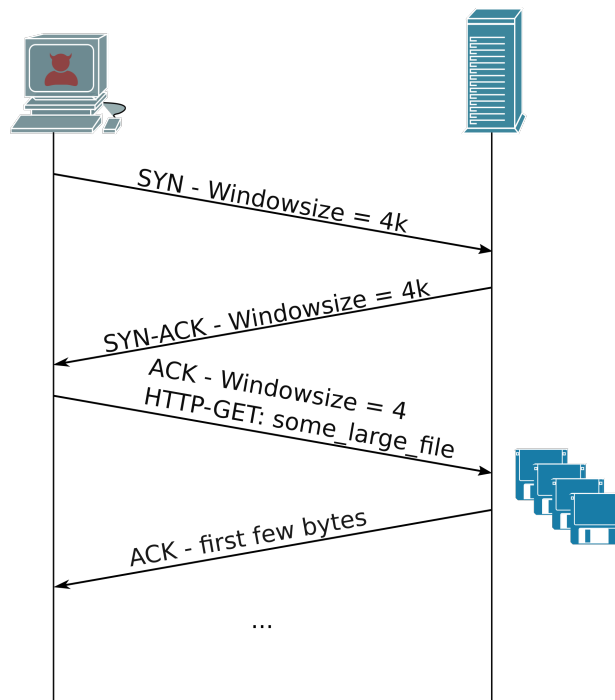 SYN - Windowsize = 4k
SYN-ACK - Windowsize = 4k
ACK - Windowsize = 4
HTTP-GET: some_large_file
ACK - first few bytes
...